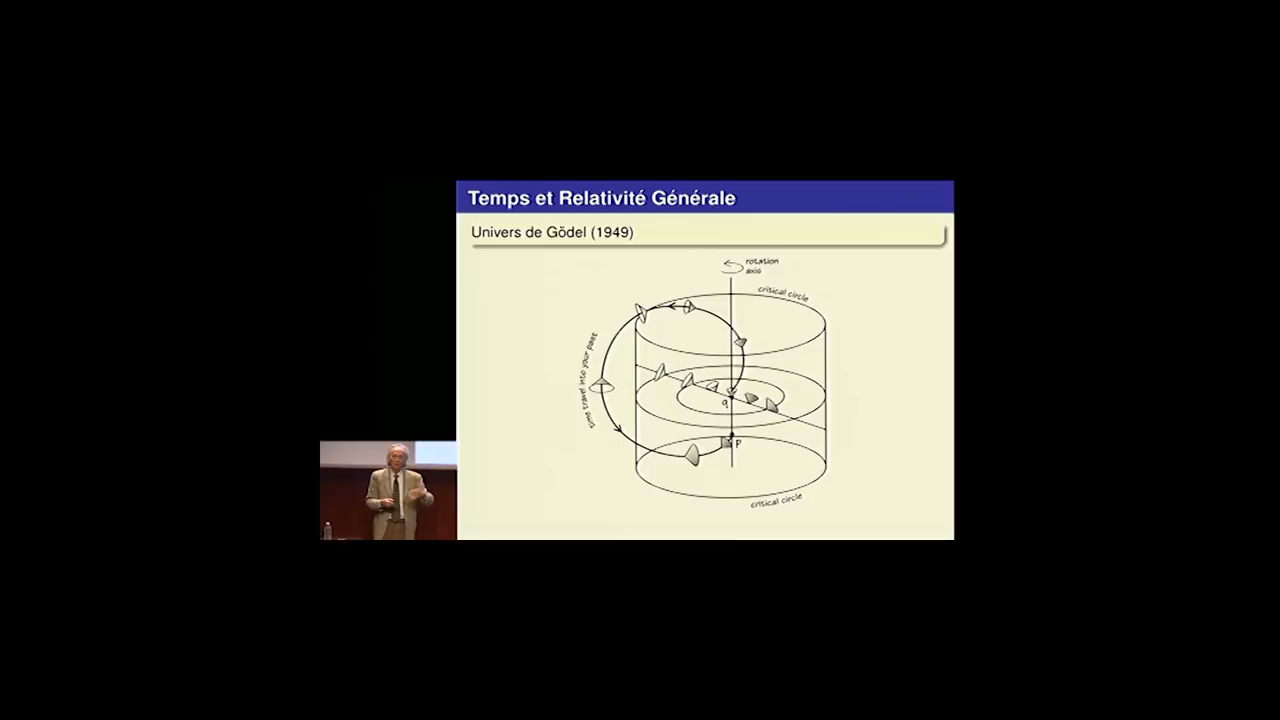 Temps et Relativité Générale
Univers de Gödel (1949)
rotation
axis
critical circle
time travel into your past
q
p
critical circle